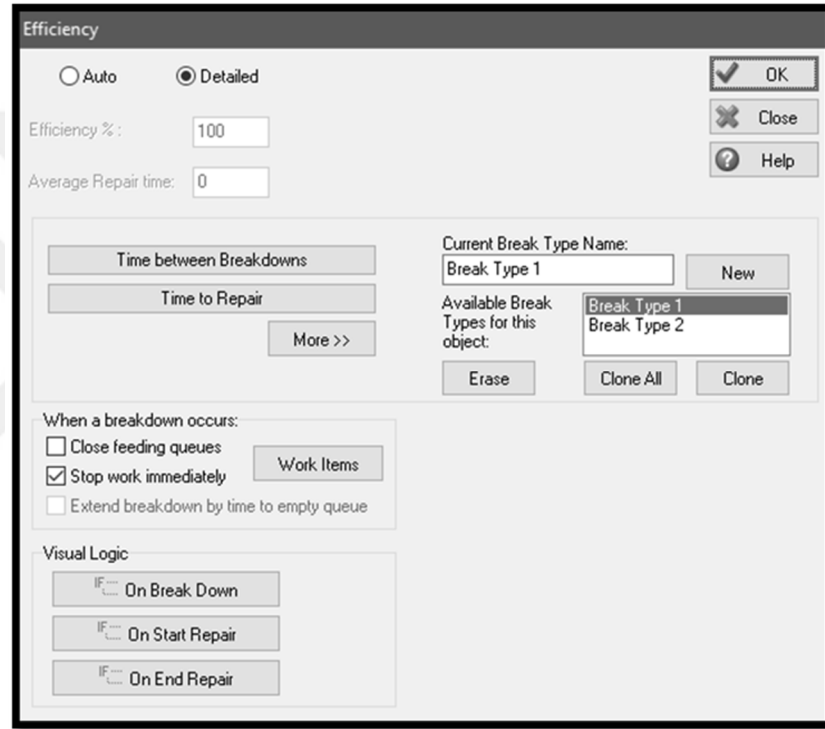 Efficiency
Auto
Detailed
OK
Close
Help
Efficiency % :
100
Average Repair time:
0
Time between Breakdowns
Time to Repair
More >>
Current Break Type Name:
Break Type 1
New
Available Break
Types for this
object:
Break Type 1
Break Type 2
Erase
Clone All
Clone
When a breakdown occurs:
Close feeding queues
Stop work immediately
Work Items
Extend breakdown by time to empty queue
Visual Logic
IF On Break Down
IF On Start Repair
IF On End Repair